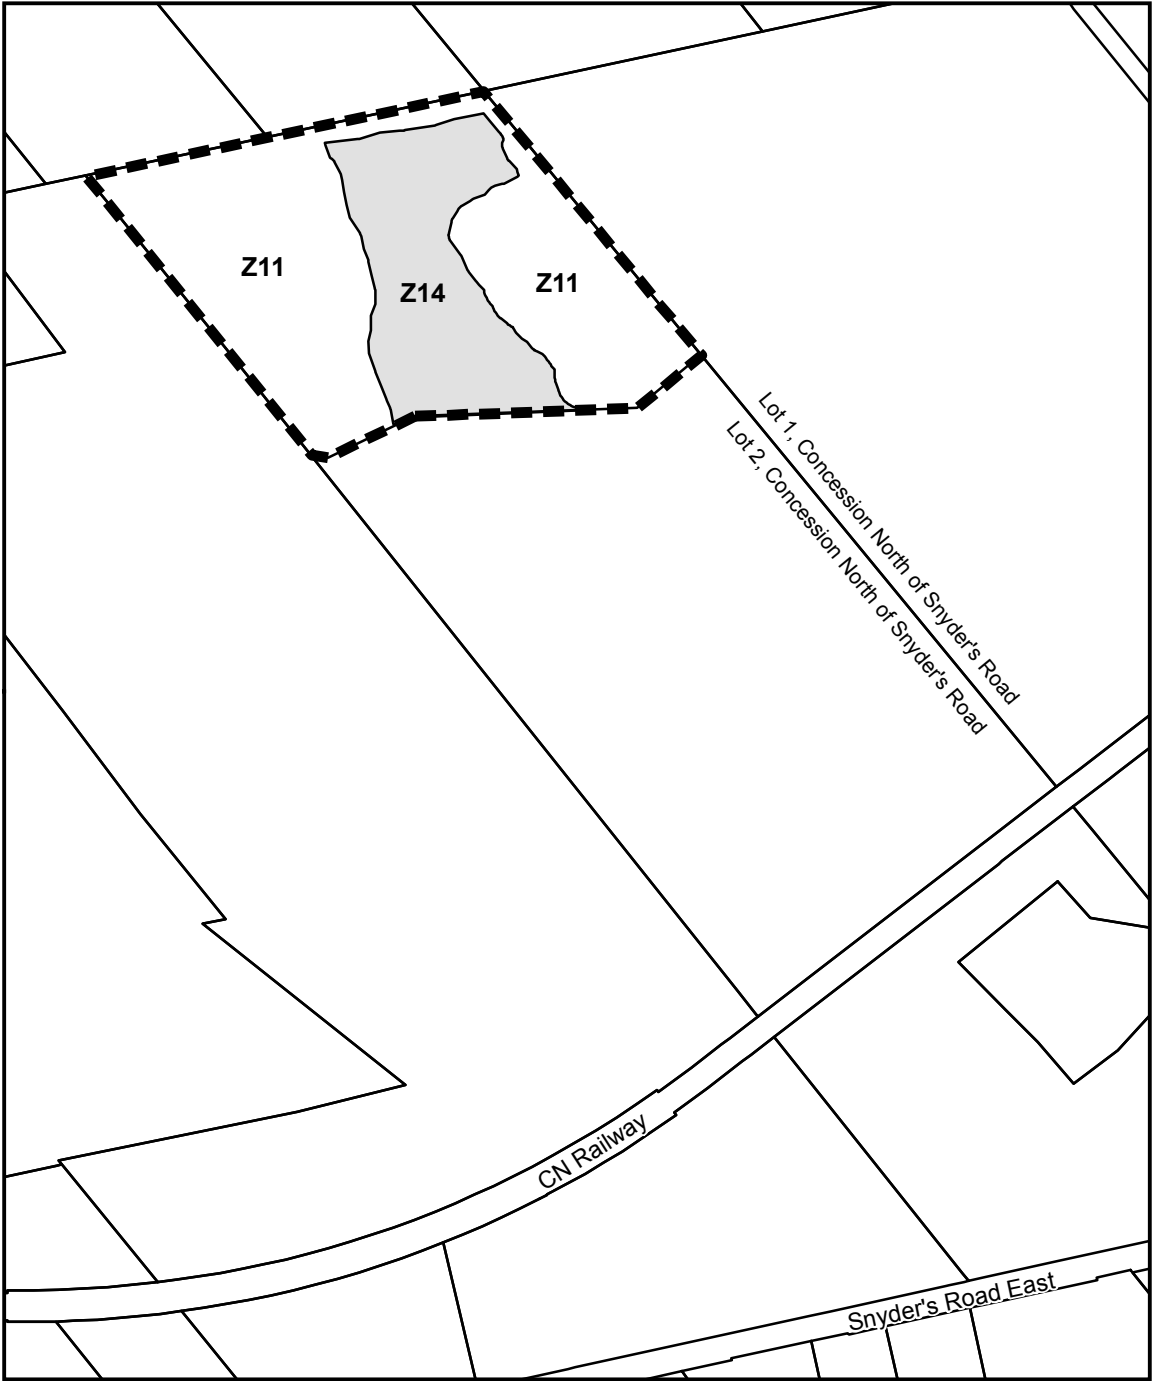 Z11
Z14
Z11
Lot 1, Concession North of Snyder's Road
Lot 2, Concession North of Snyder's Road
CN Railway
Snyder's Road East